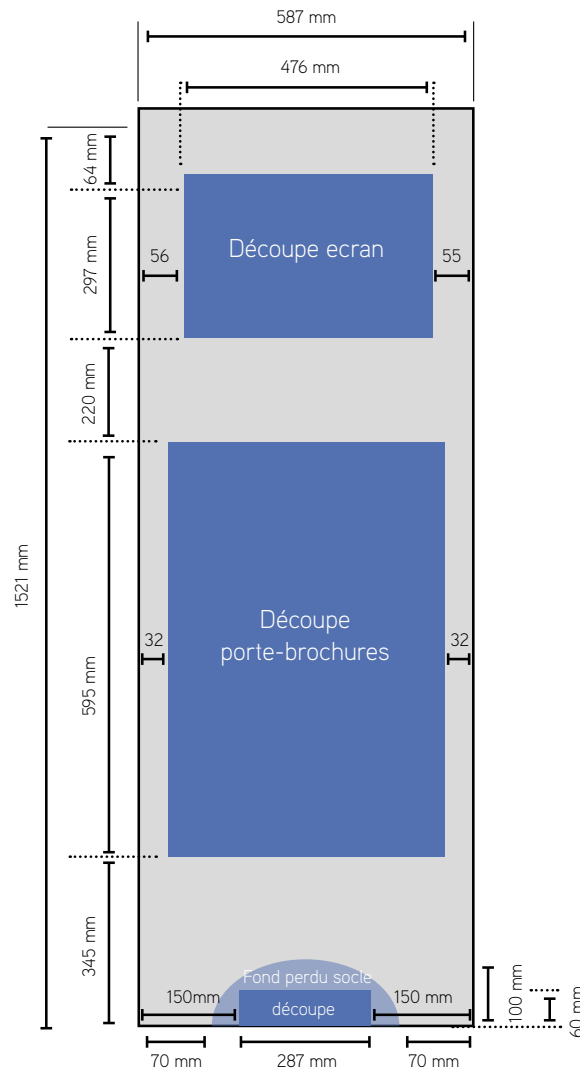 587 mm
476 mm
64 mm
297 mm
56
Découpe ecran
55
220 mm
1521 mm
595 mm
32
Découpe
porte-brochures
32
345 mm
Fond perdu socle
150mm
découpe
150 mm
100 mm
60 mm
70 mm
287 mm
70 mm